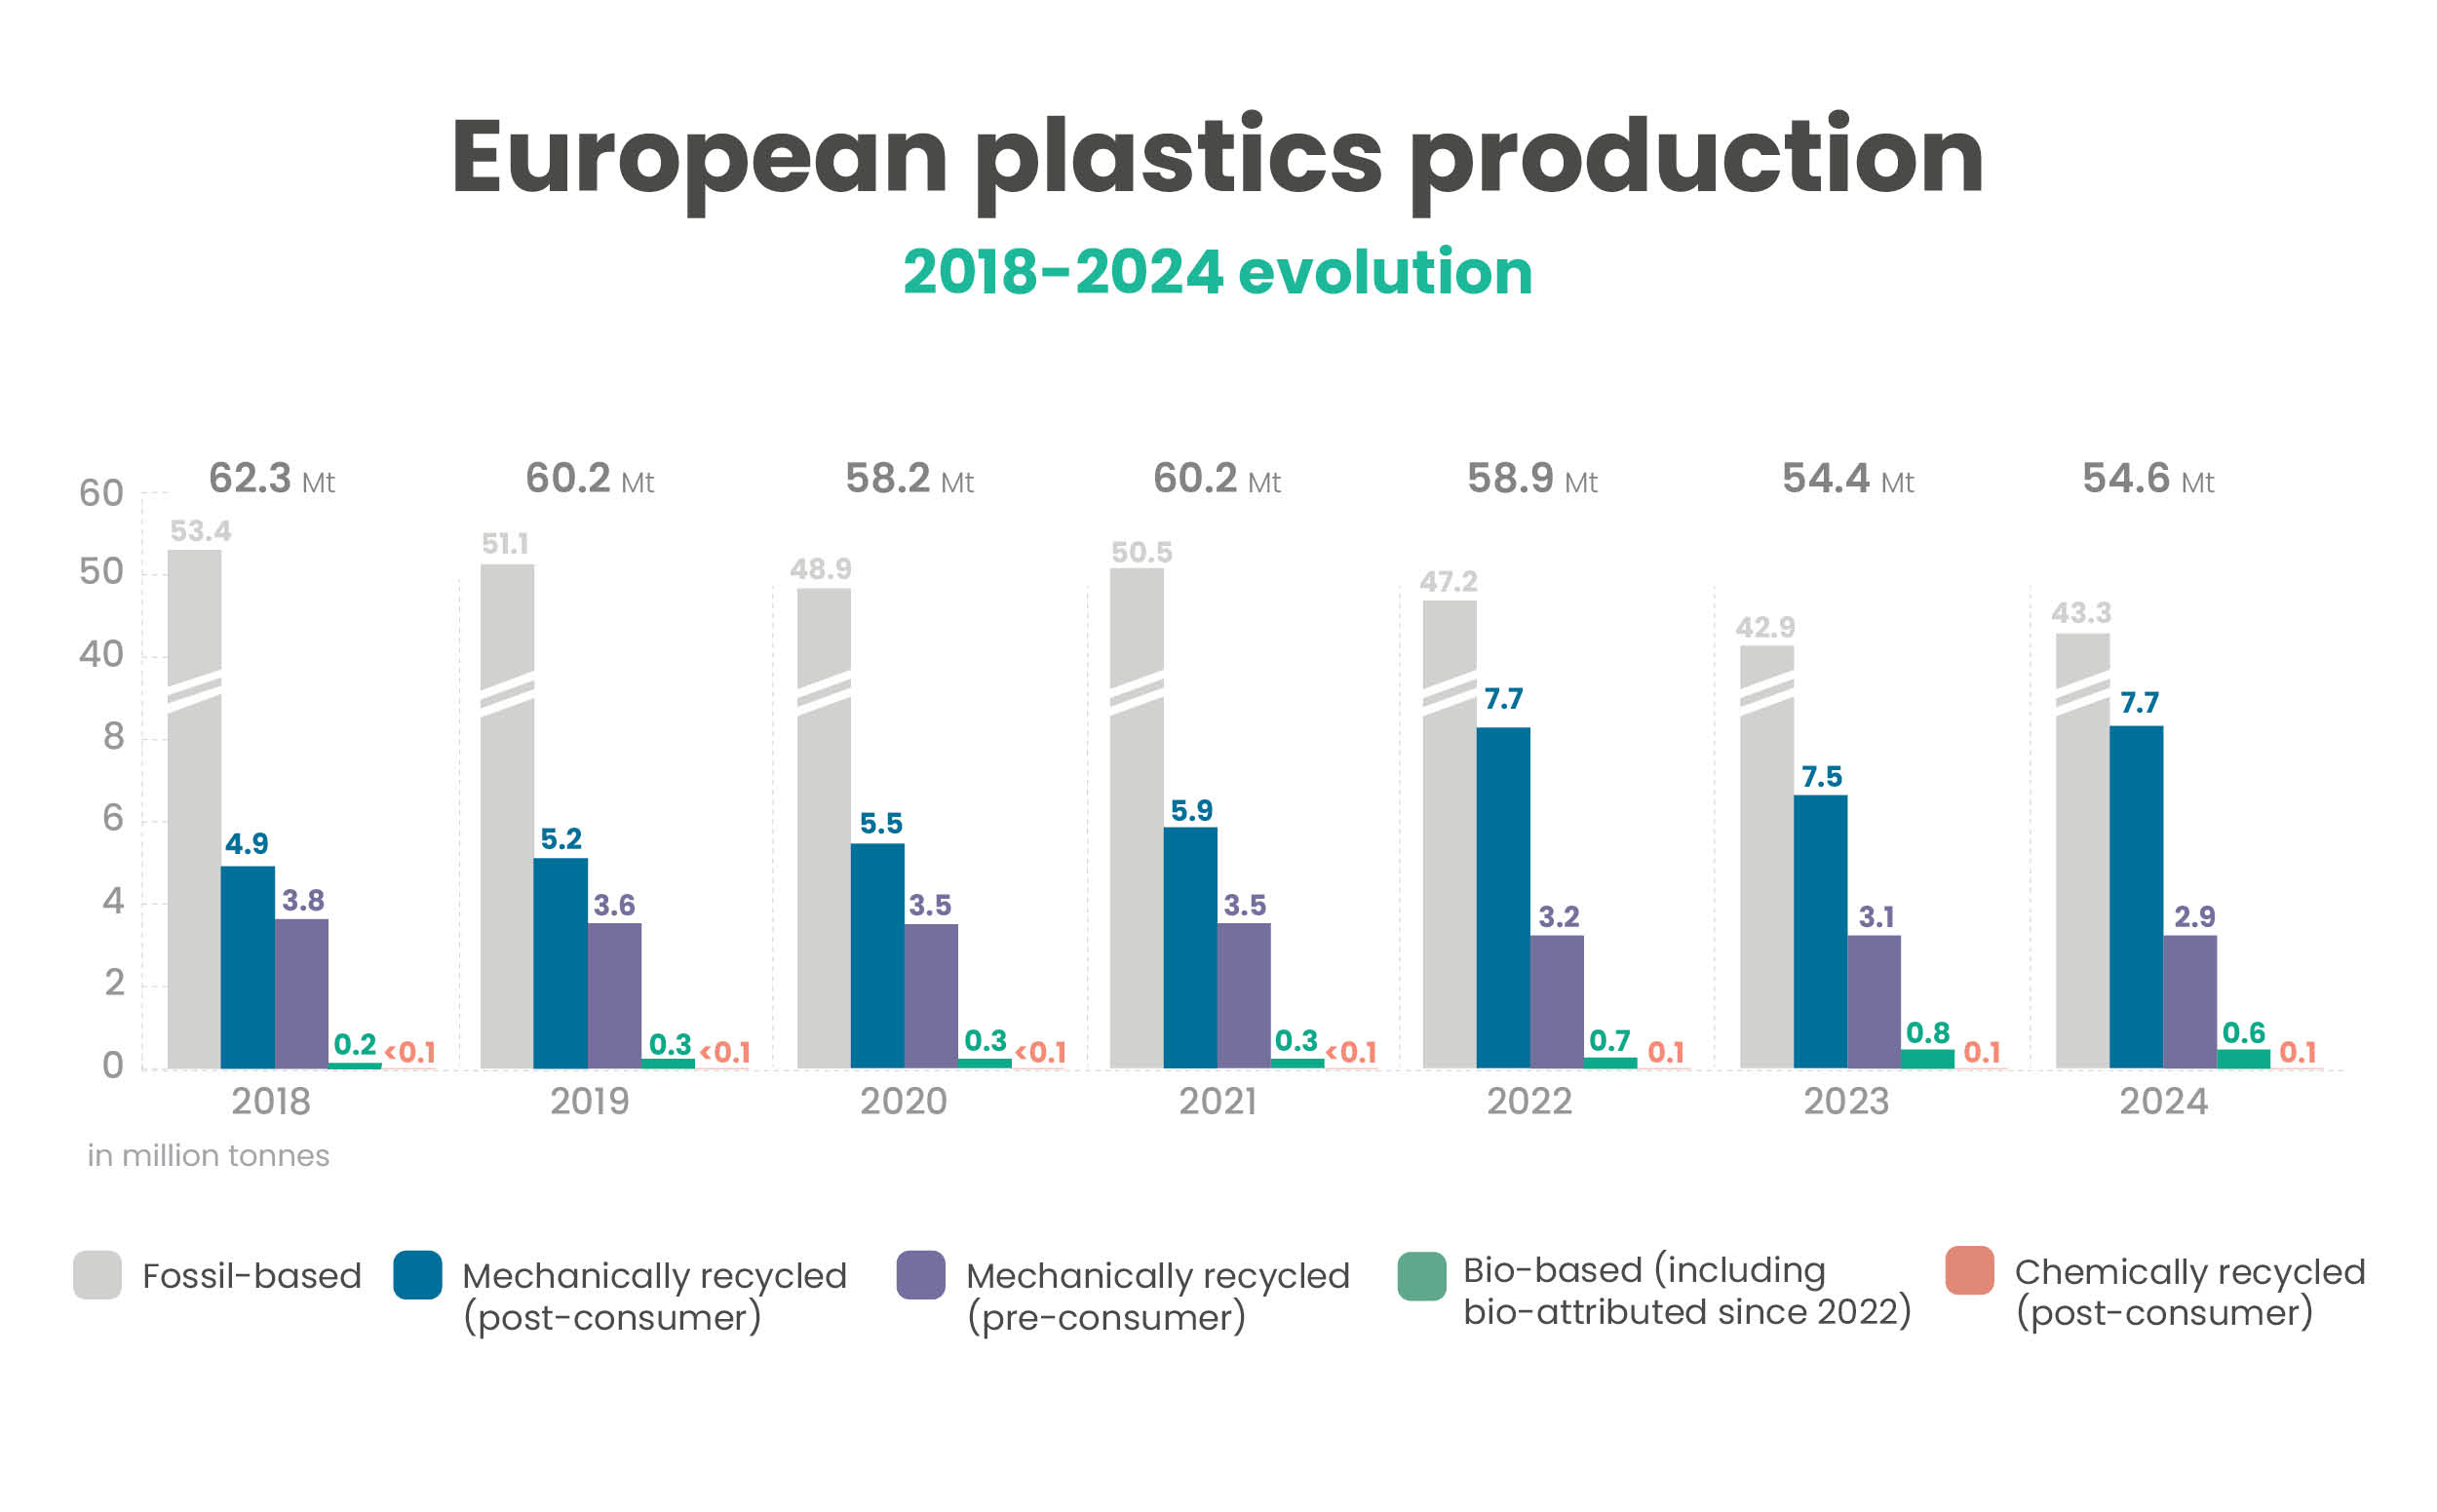 European plastics production
2018-2024 evolution
62.3 Mt 60.2 Mt 58.2 Mt 60.2 Mt 58.9 Mt 54.4 Mt 54.6 Mt
60
50
40
8
6
4
2
0
53.4 4.9 3.8 0.2 <0.1
51.1 5.2 3.6 0.3 <0.1
48.9 5.5 3.5 0.3 <0.1
50.5 5.9 3.5 0.3 <0.1
47.2 7.7 3.2 0.7 0.1
42.9 7.5 3.1 0.8 0.1
43.3 7.7 2.9 0.6 0.1
2018 2019 2020 2021 2022 2023 2024
in million tonnes
Fossil-based
Mechanically recycled
(post-consumer)
Mechanically recycled
(pre-consumer)
Bio-based (including
bio-attributed since 2022)
Chemically recycled
(post-consumer)